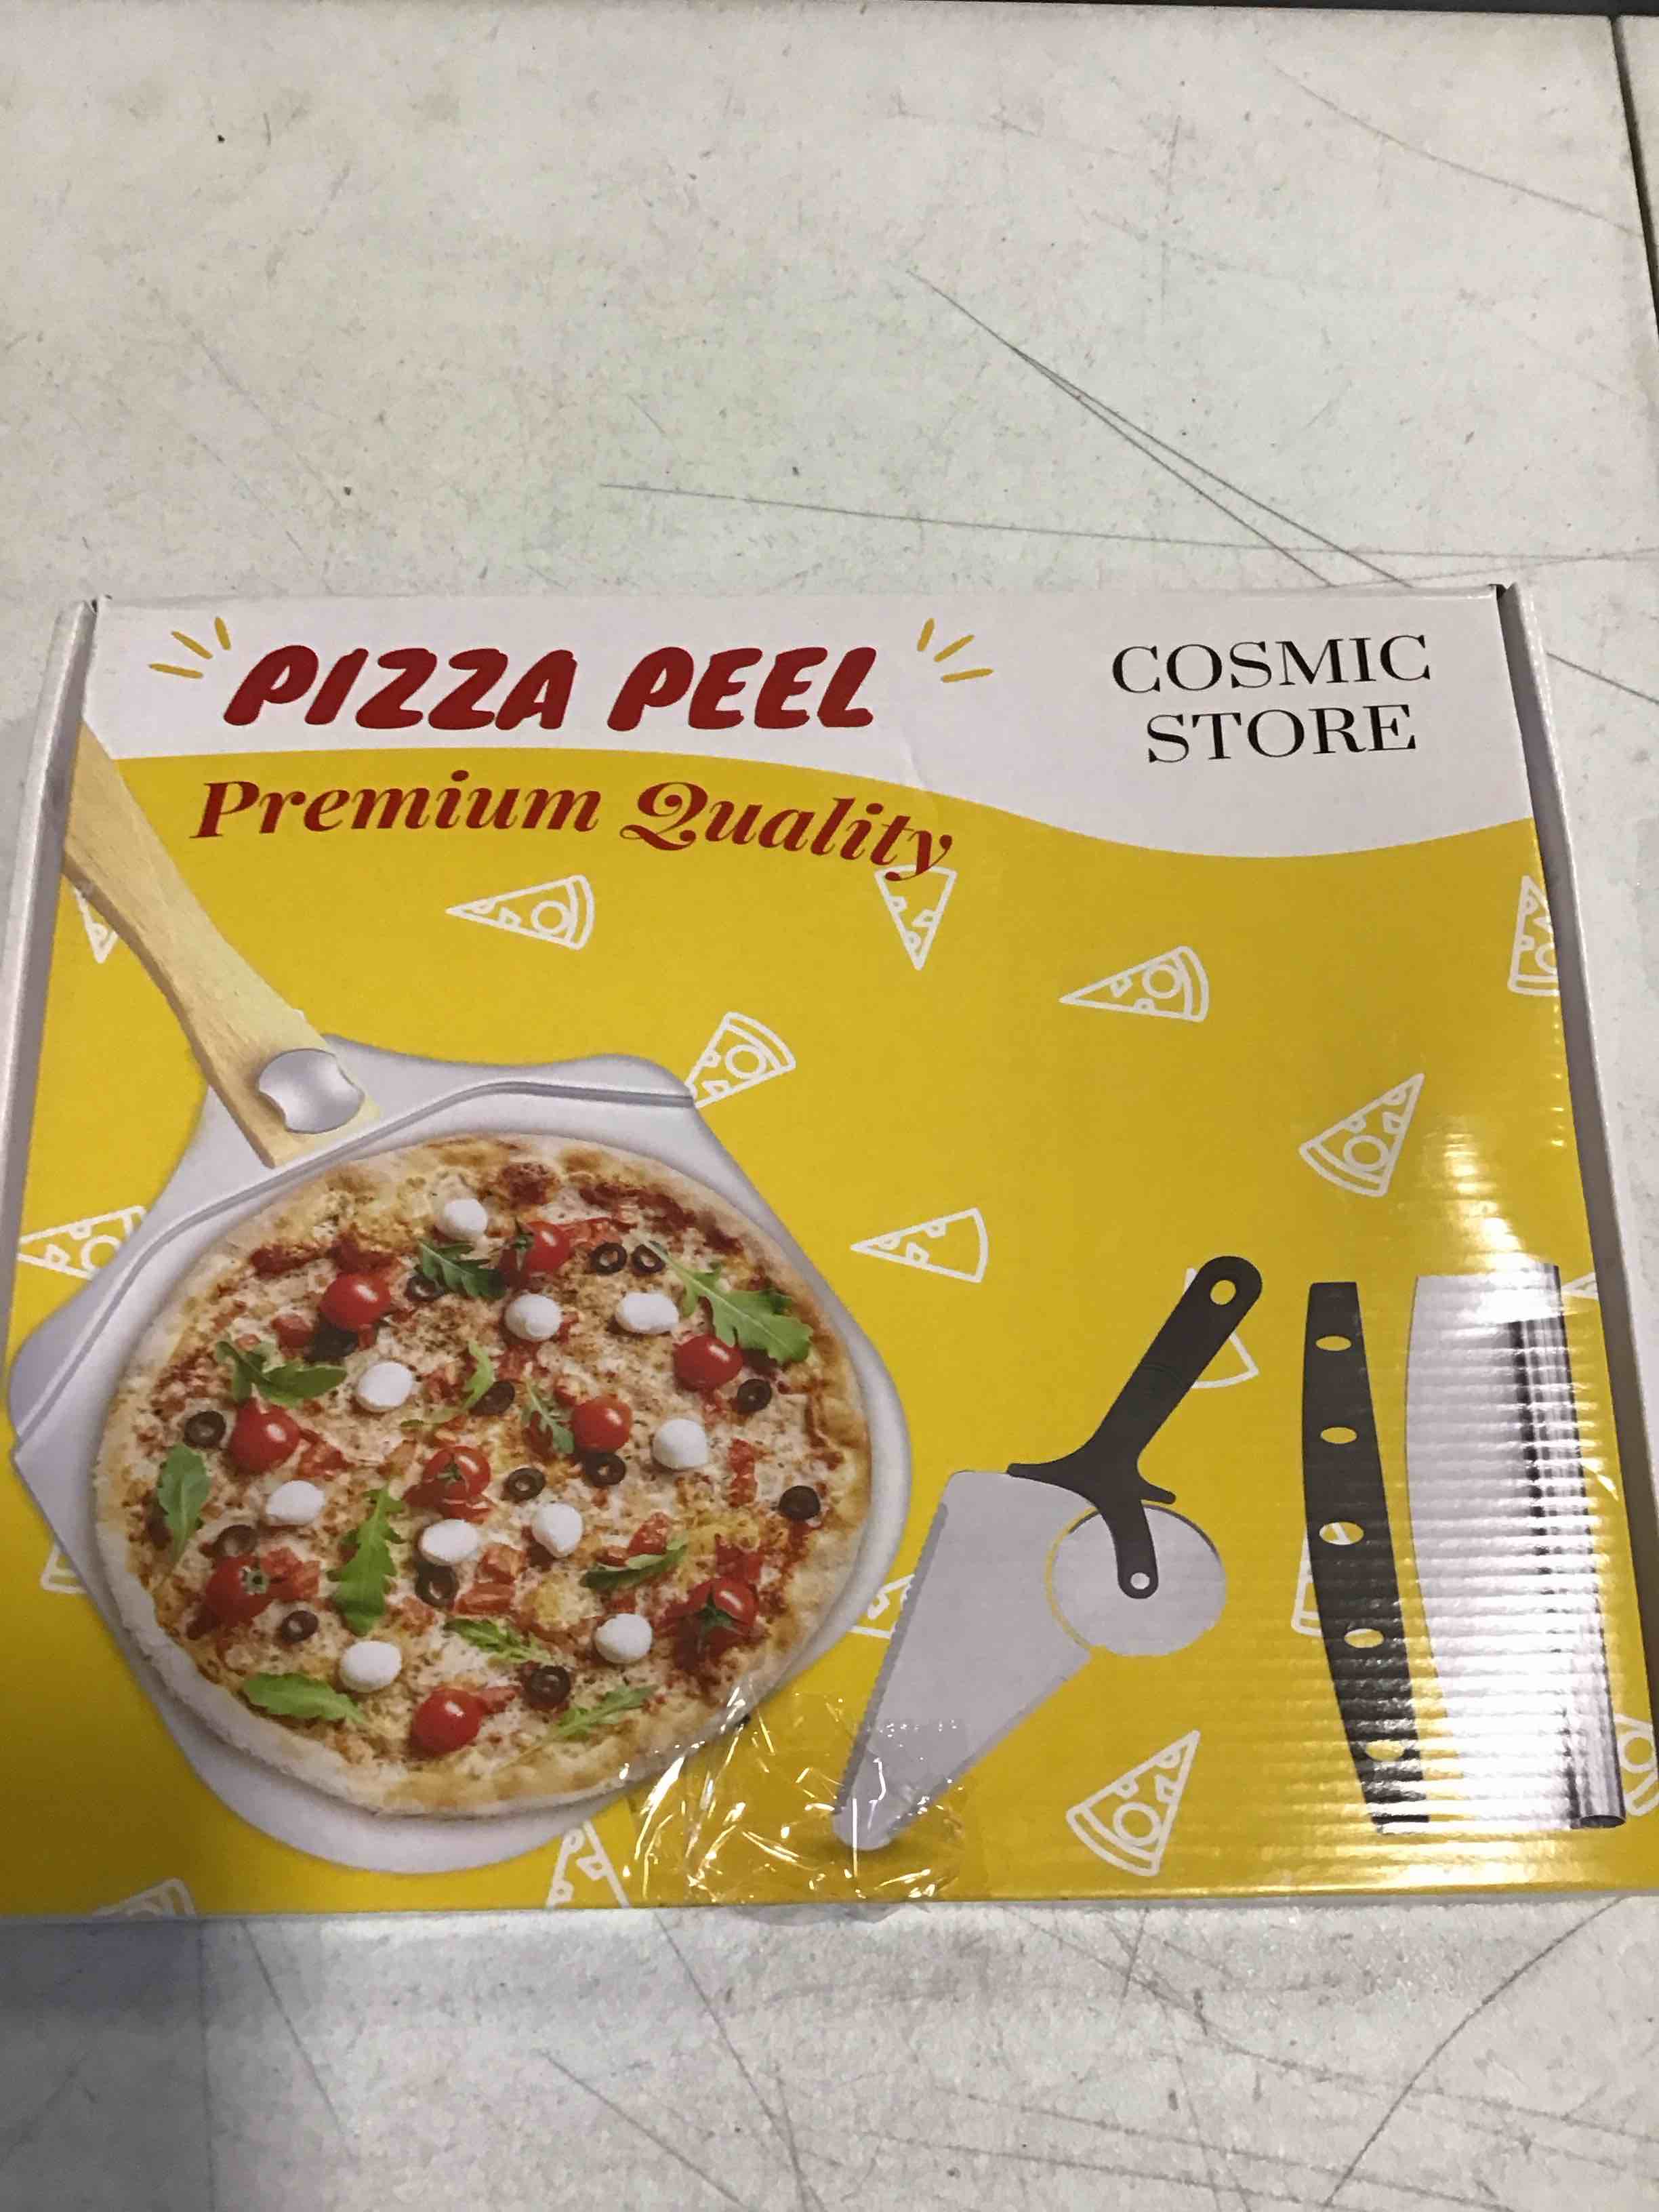 PIZZA PEEL
COSMIC
STORE
Premium Quality